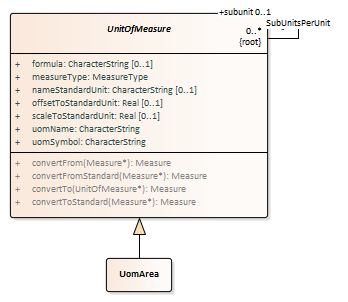 +subunit 0..1
UnitOfMeasure
SubUnitsPerUnit
0..*
{root}
+ formula: CharacterString [0..1]
+ measureType: MeasureType
+ nameStandardUnit: CharacterString [0..1]
+ offsetToStandardUnit: Real [0..1]
+ scaleToStandardUnit: Real [0..1]
+ uomName: CharacterString
+ uomSymbol: CharacterString
+ convertFrom(Measure*): Measure
+ convertFromStandard(Measure*): Measure
+ convertTo(UnitOfMeasure*): Measure
+ convertToStandard(Measure*): Measure
UomArea